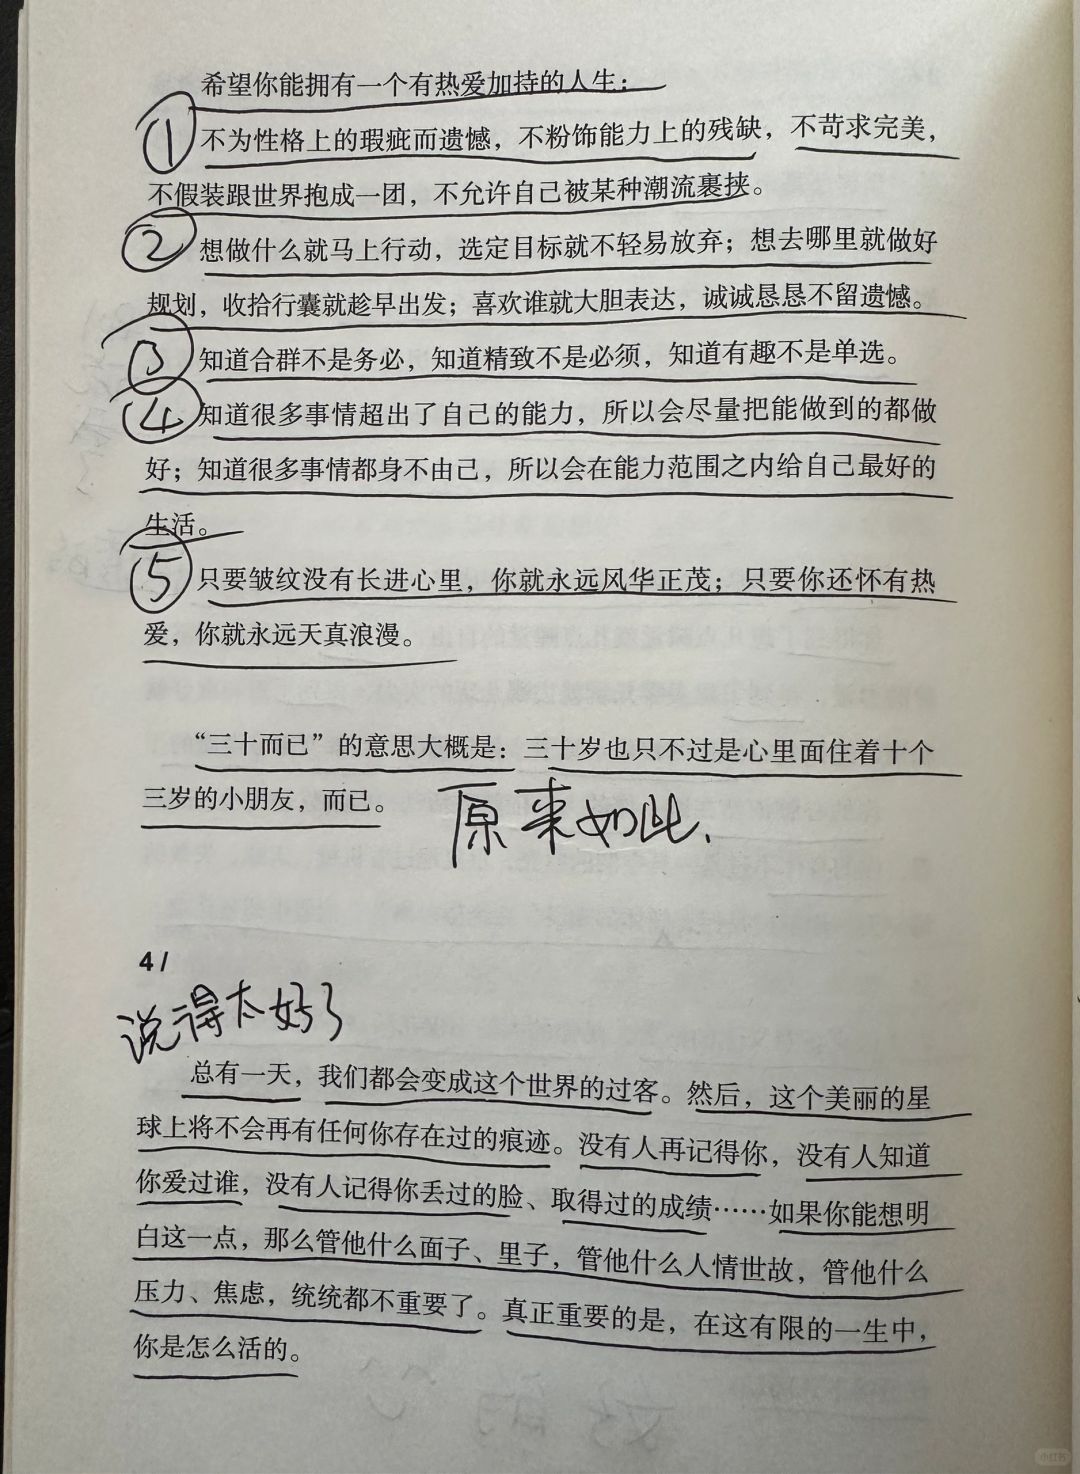 希望你能拥有一个有热爱加持的人生：
① 不为性格上的瑕疵而遗憾，不粉饰能力上的残缺，不苛求完美，
不假装跟世界抱成一团，不允许自己被某种潮流裹挟。
② 想做什么就马上行动，选定目标就不轻易放弃；想去哪里就做好
规划，收拾行囊就趁早出发；喜欢谁就大胆表达，诚诚恳恳不留遗憾。
③ 知道合群不是务必，知道精致不是必须，知道有趣不是单选。
④ 知道很多事情超出了自己的能力，所以会尽量把能做到的都做
好；知道很多事情都身不由己，所以会在能力范围之内给自己最好的
生活。
⑤ 只要皱纹没有长进心里，你就永远风华正茂；只要你还怀有热
爱，你就永远天真浪漫。
“三十而已”的意思大概是：三十岁也只不过是心里面住着十个
三岁的小朋友，而已。
原来如此、
4 /
说得太好了
总有一天，我们都会变成这个世界的过客。然后，这个美丽的星
球上将不会再有任何你存在过的痕迹。没有人再记得你，没有人知道
你爱过谁，没有人记得你丢过的脸、取得过的成绩……如果你能想明
白这一点，那么管他什么面子、里子，管他什么人情世故，管他什么
压力、焦虑，统统都不重要了。真正重要的是，在这有限的一生中，
你是怎么活的。
小红书